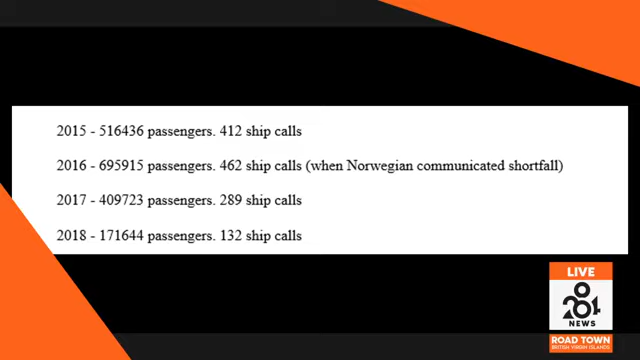 2015 - 516436 passengers. 412 ship calls
2016 - 695915 passengers. 462 ship calls (when Norwegian communicated shortfall)
2017 - 409723 passengers. 289 ship calls
2018 - 171644 passengers. 132 ship calls
LIVE
284
NEWS
ROAD TOWN
BRITISH VIRGIN ISLANDS